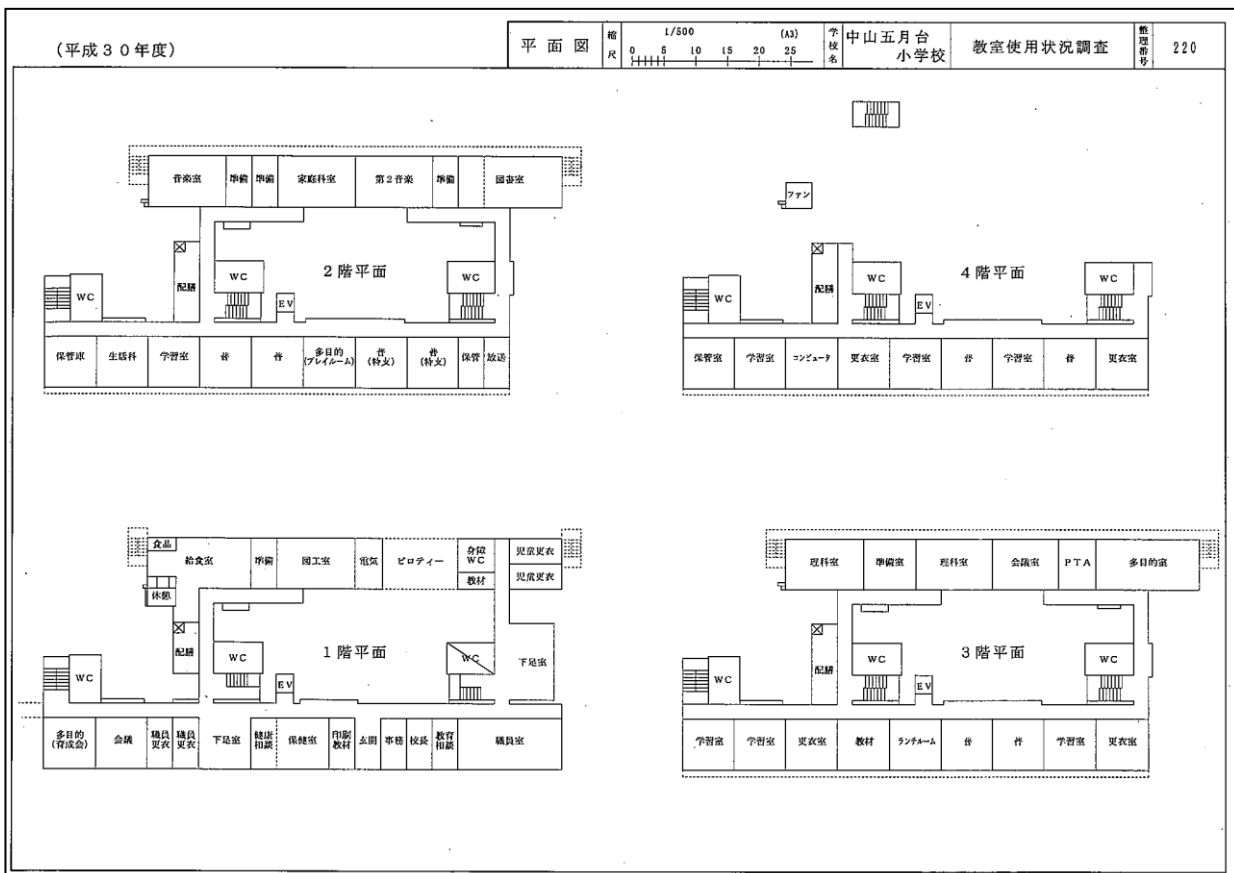 (平成30年度)
平面図
縮尺
1/500 (A3)
0 5 10 15 20 25
学校名
中山五月台
小学校
教室使用状況調査
整理番号
220
音楽室 準備 準備 家庭科室 第2音楽 準備 図書室
配膳
WC
WC
WC
EV
2階平面
保管庫 生活科 学習室 普 普 多目的(プレイルーム) 普(特支) 普(特支) 保管 放送
ファン
配膳
WC
WC
WC
EV
4階平面
保管室 学習室 コンピュータ 更衣室 学習室 普 学習室 普 更衣室
食品
給食室 準備 図工室 電気 ピロティー 身障WC 児童更衣
教材 児童更衣
休憩
配膳
WC
WC
WC
EV
1階平面
下足室
多目的(育成会) 会議 職員更衣 職員更衣 下足室 健康相談 保健室 印刷教材 玄関 事務 校長 教育相談 職員室
理科室 準備室 理科室 会議室 PTA 多目的室
配膳
WC
WC
WC
EV
3階平面
学習室 学習室 更衣室 教材 ランチルーム 普 普 学習室 更衣室